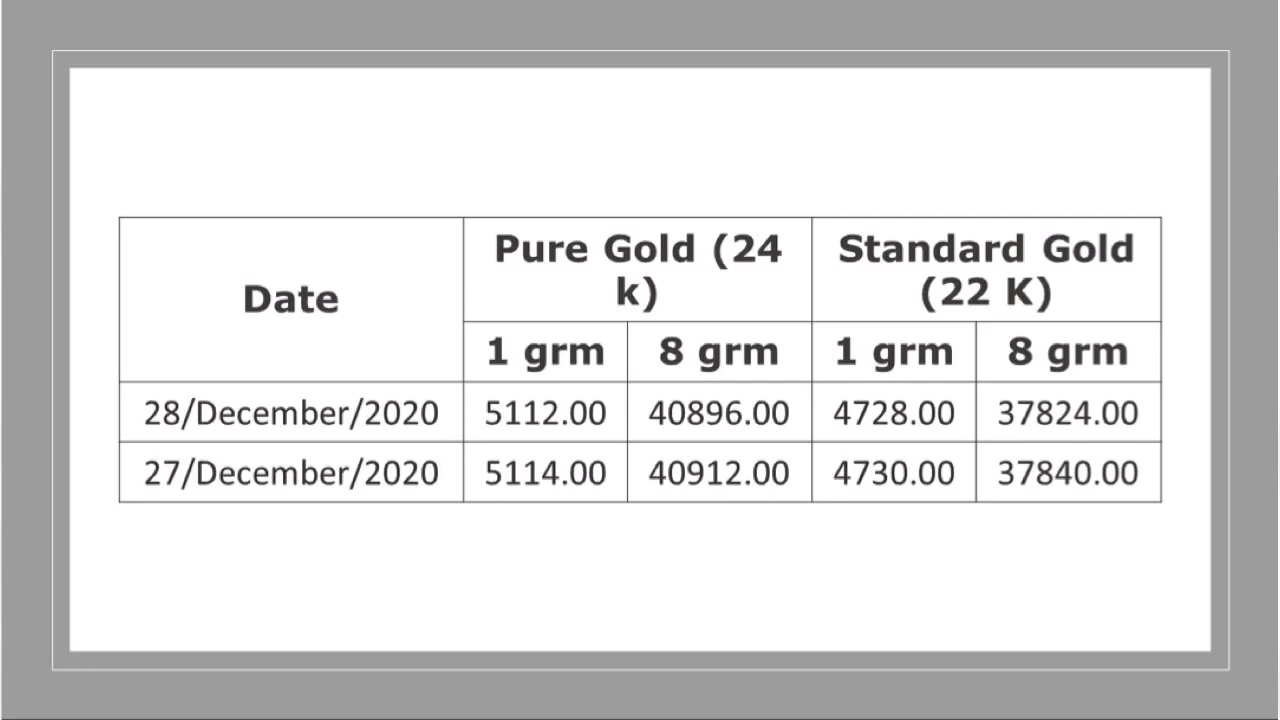 Date
Pure Gold (24
k)
Standard Gold
(22 K)
1 grm 8 grm 1 grm 8 grm
28/December/2020 5112.00 40896.00 4728.00 37824.00
27/December/2020 5114.00 40912.00 4730.00 37840.00